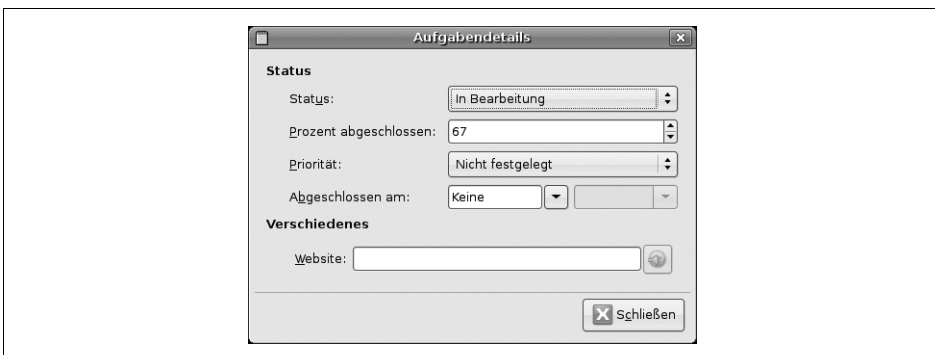 Aufgabendetails
Status
Status: In Bearbeitung
Prozent abgeschlossen: 67
Priorität: Nicht festgelegt
Abgeschlossen am: Keine
Verschiedenes
Website:
Schließen